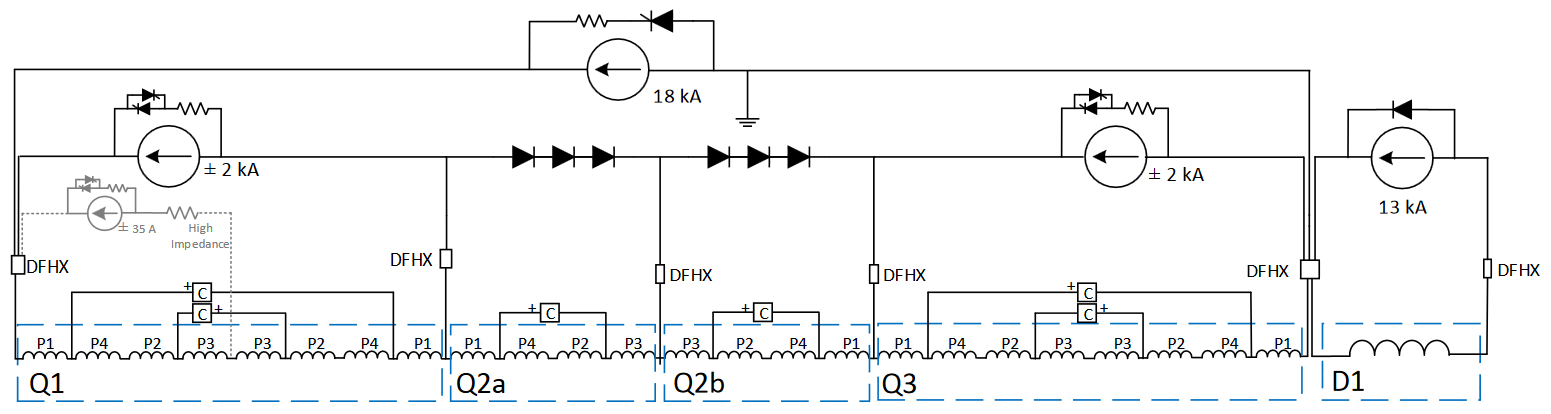 18 kA
± 2 kA
± 2 kA
13 kA
± 35 A
High
Impedance
DFHX
DFHX
DFHX
DFHX
DFHX
DFHX
+ C
C +
+ C
+ C
+ C
C +
P1 P4 P2 P3 P3 P2 P4 P1 P1 P4 P2 P3 P3 P2 P4 P1 P1 P4 P2 P3 P3 P2 P4 P1
Q1 Q2a Q2b Q3 D1